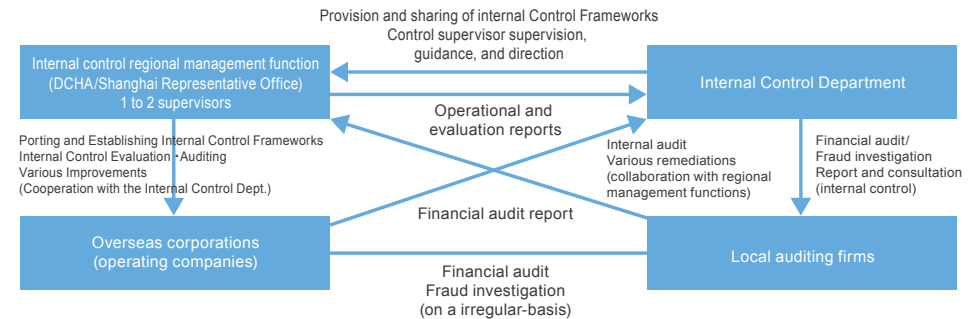 Provision and sharing of internal Control Frameworks
Control supervisor supervision,
guidance, and direction
Internal control regional management function
(DCHA/Shanghai Representative Office)
1 to 2 supervisors
Internal Control Department
Operational and
evaluation reports
Porting and Establishing Internal Control Frameworks
Internal Control Evaluation・Auditing
Various Improvements
(Cooperation with the Internal Control Dept.)
Internal audit
Various remediations
(collaboration with regional
management functions)
Financial audit/
Fraud investigation
Report and consultation
(internal control)
Financial audit report
Overseas corporations
(operating companies)
Local auditing firms
Financial audit
Fraud investigation
(on a irregular-basis)